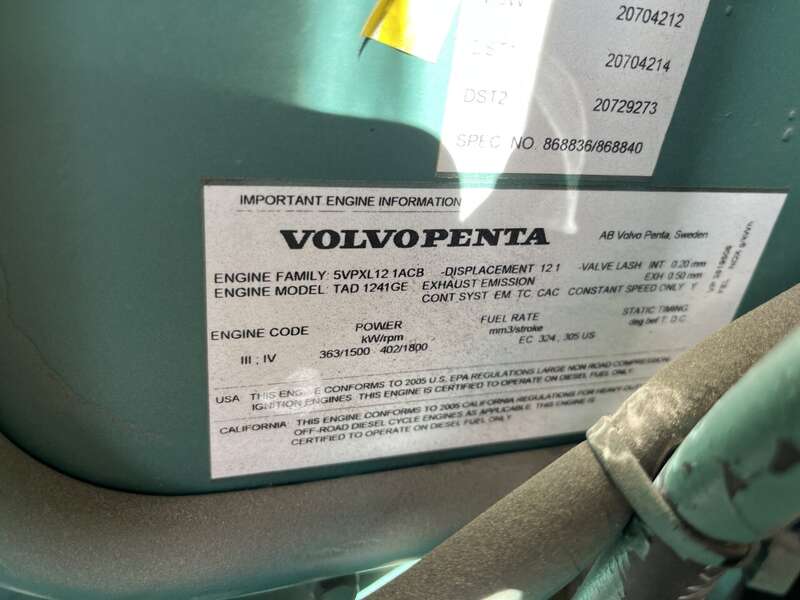 20704212
DST1 20704214
DST2 20729273
SPEC NO. 868836/868840
IMPORTANT ENGINE INFORMATION
VOLVO PENTA AB Volvo Penta, Sweden
ENGINE FAMILY: 5VPXL12.1ACB -DISPLACEMENT 12.1 -VALVE LASH INT 0.20 mm
EXH 0.50 mm
ENGINE MODEL: TAD 1241GE EXHAUST EMISSION
CONT SYST EM. TC. CAC CONSTANT SPEED ONLY Y
ENGINE CODE POWER FUEL RATE STATIC TIMING
kW/rpm mm3/stroke deg bef T. D.C.
III ; IV 363/1500 402/1800 EC 324 , 305 US
USA: THIS ENGINE CONFORMS TO 2005 U.S. EPA REGULATIONS LARGE NON ROAD COMPRESSION
IGNITION ENGINES. THIS ENGINE IS CERTIFIED TO OPERATE ON DIESEL FUEL ONLY.
CALIFORNIA: THIS ENGINE CONFORMS TO 2005 CALIFORNIA REGULATIONS FOR HEAVY DUTY
OFF-ROAD DIESEL CYCLE ENGINES AS APPLICABLE. THIS ENGINE IS
CERTIFIED TO OPERATE ON DIESEL FUEL ONLY